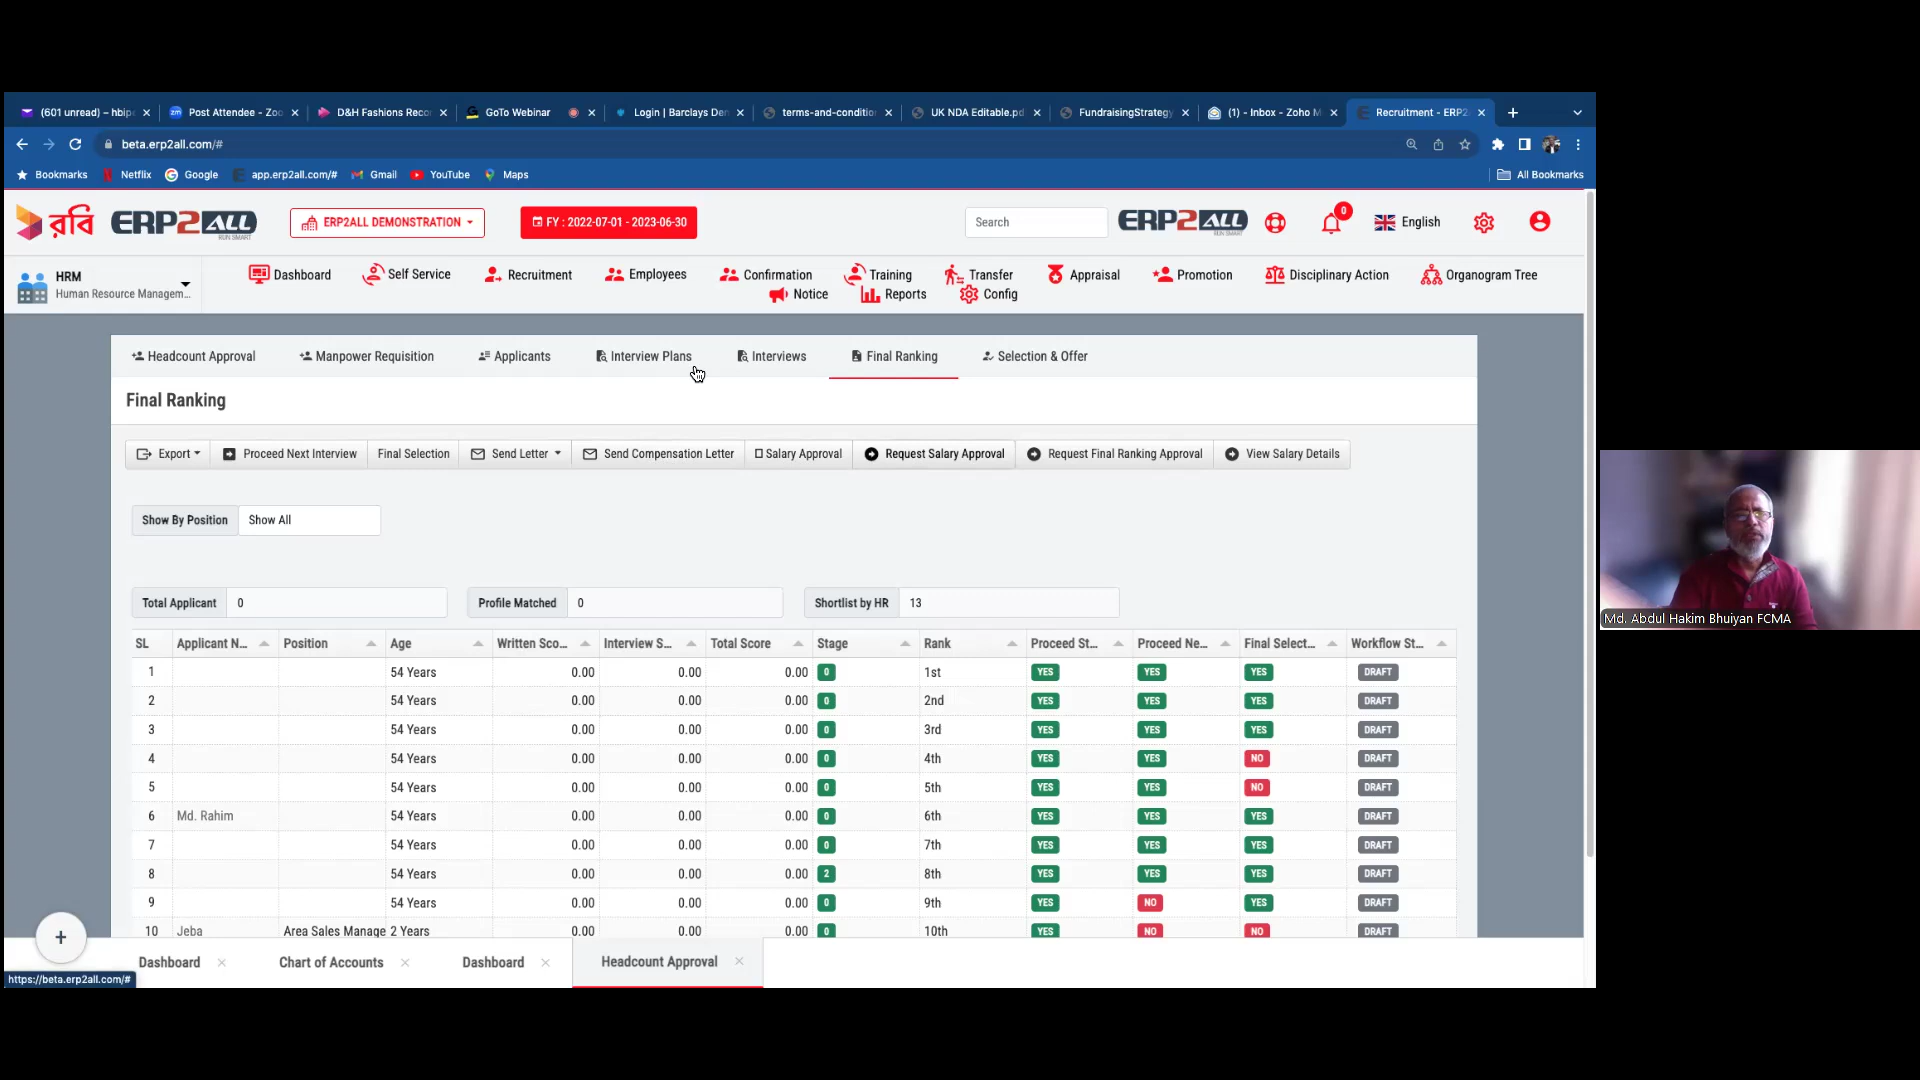 (601 unread) – hbip
Post Attendee - Zoo
D&H Fashions Reco
GoTo Webinar
Login | Barclays De
terms-and-conditio
UK NDA Editable.pd
FundraisingStrategy
(1) - Inbox - Zoho M
Recruitment - ERP2
beta.erp2all.com/#
Bookmarks
Netflix
Google
app.erp2all.com/#
Gmail
YouTube
Maps
All Bookmarks
রবি
ERP2ALL
RUN SMART
ERP2ALL DEMONSTRATION
FY : 2022-07-01 - 2023-06-30
Search
ERP2ALL
RUN SMART
0
English
HRM
Human Resource Managem...
Dashboard
Self Service
Recruitment
Employees
Confirmation
Training
Transfer
Appraisal
Promotion
Disciplinary Action
Organogram Tree
Notice
Reports
Config
Headcount Approval
Manpower Requisition
Applicants
Interview Plans
Interviews
Final Ranking
Selection & Offer
Final Ranking
Export
Proceed Next Interview
Final Selection
Send Letter
Send Compensation Letter
Salary Approval
Request Salary Approval
Request Final Ranking Approval
View Salary Details
Show By Position Show All
Total Applicant 0
Profile Matched 0
Shortlist by HR 13
SL Applicant N... Position Age Written Sco... Interview S... Total Score Stage Rank Proceed St... Proceed Ne... Final Select... Workflow St...
1 54 Years 0.00 0.00 0.00 0 1st YES YES YES DRAFT
2 54 Years 0.00 0.00 0.00 0 2nd YES YES YES DRAFT
3 54 Years 0.00 0.00 0.00 0 3rd YES YES YES DRAFT
4 54 Years 0.00 0.00 0.00 0 4th YES YES NO DRAFT
5 54 Years 0.00 0.00 0.00 0 5th YES YES NO DRAFT
6 Md. Rahim 54 Years 0.00 0.00 0.00 0 6th YES YES YES DRAFT
7 54 Years 0.00 0.00 0.00 0 7th YES YES YES DRAFT
8 54 Years 0.00 0.00 0.00 2 8th YES YES YES DRAFT
9 54 Years 0.00 0.00 0.00 0 9th YES NO YES DRAFT
10 Jeba Area Sales Manage 2 Years 0.00 0.00 0.00 0 10th YES NO NO DRAFT
Dashboard
Chart of Accounts
Dashboard
Headcount Approval
https://beta.erp2all.com/#
Md. Abdul Hakim Bhuiyan FCMA